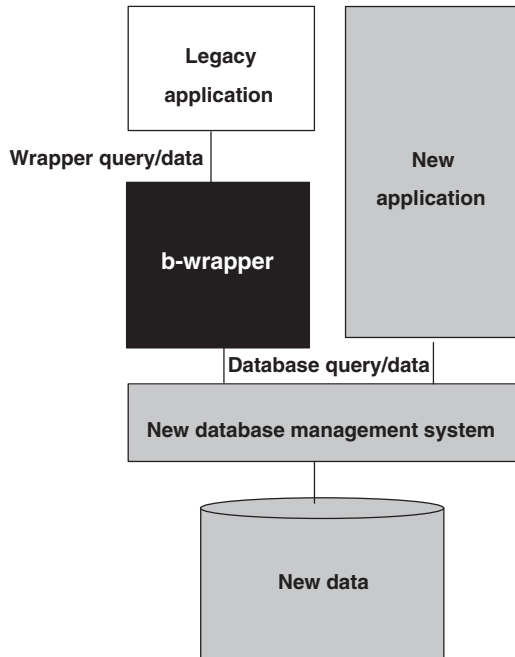 Legacy
application
Wrapper query/data
New
application
b-wrapper
Database query/data
New database management system
New data